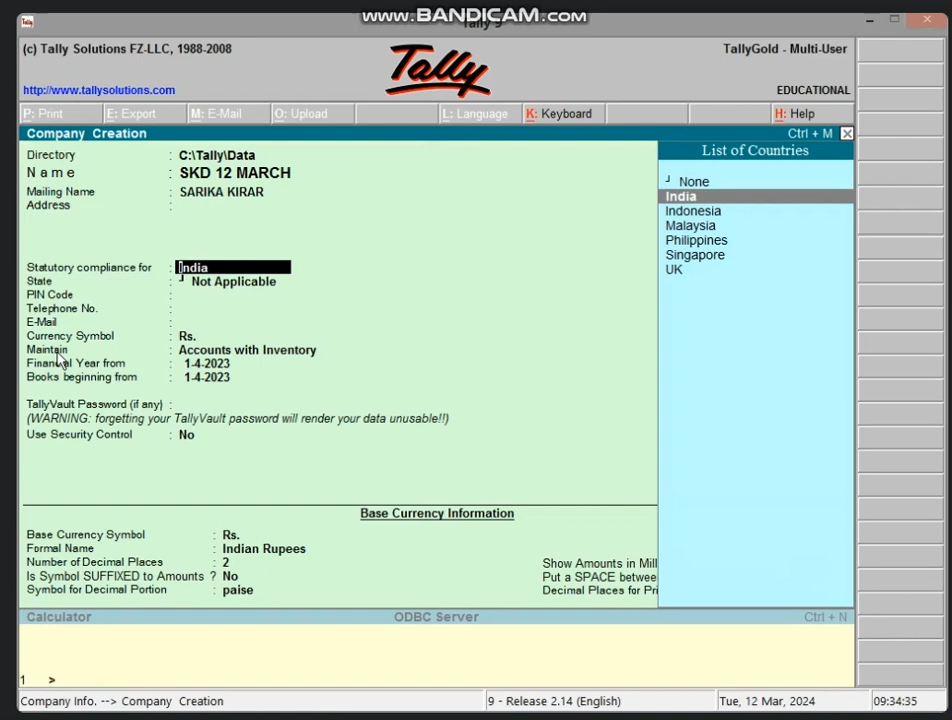 www.BANDICAM.com
Tally 9
(c) Tally Solutions FZ-LLC, 1988-2008
Tally
TallyGold - Multi-User
http://www.tallysolutions.com
EDUCATIONAL
P: Print E: Export M: E-Mail O: Upload L: Language K: Keyboard H: Help
Company Creation Ctrl + M
Directory : C:\Tally\Data
Name : SKD 12 MARCH
Mailing Name : SARIKA KIRAR
Address :
Statutory compliance for : India
State : ┘ Not Applicable
PIN Code :
Telephone No. :
E-Mail :
Currency Symbol : Rs.
Maintain : Accounts with Inventory
Financial Year from : 1-4-2023
Books beginning from : 1-4-2023
TallyVault Password (if any) :
(WARNING: forgetting your TallyVault password will render your data unusable!!)
Use Security Control : No
List of Countries
┘ None
India
Indonesia
Malaysia
Philippines
Singapore
UK
Base Currency Information
Base Currency Symbol : Rs.
Formal Name : Indian Rupees
Number of Decimal Places : 2
Is Symbol SUFFIXED to Amounts ? No
Symbol for Decimal Portion : paise
Show Amounts in Mill
Put a SPACE between
Decimal Places for Pri
Calculator ODBC Server Ctrl + N
1 >
Company Info. --> Company Creation 9 - Release 2.14 (English) Tue, 12 Mar, 2024 09:34:35